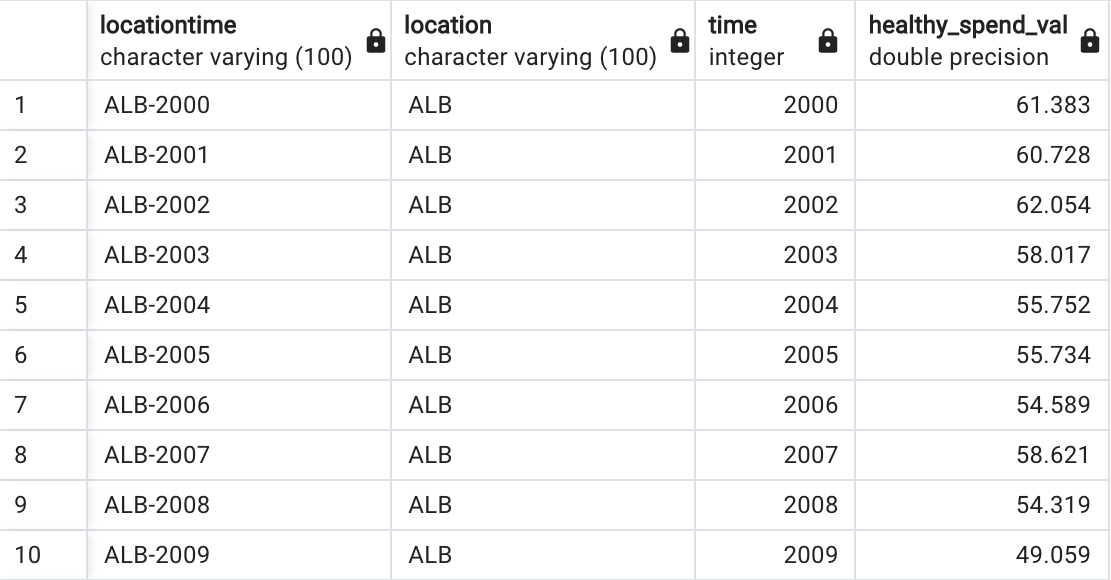 locationtime location time healthy_spend_val
character varying (100) character varying (100) integer double precision
1 ALB-2000 ALB 2000 61.383
2 ALB-2001 ALB 2001 60.728
3 ALB-2002 ALB 2002 62.054
4 ALB-2003 ALB 2003 58.017
5 ALB-2004 ALB 2004 55.752
6 ALB-2005 ALB 2005 55.734
7 ALB-2006 ALB 2006 54.589
8 ALB-2007 ALB 2007 58.621
9 ALB-2008 ALB 2008 54.319
10 ALB-2009 ALB 2009 49.059